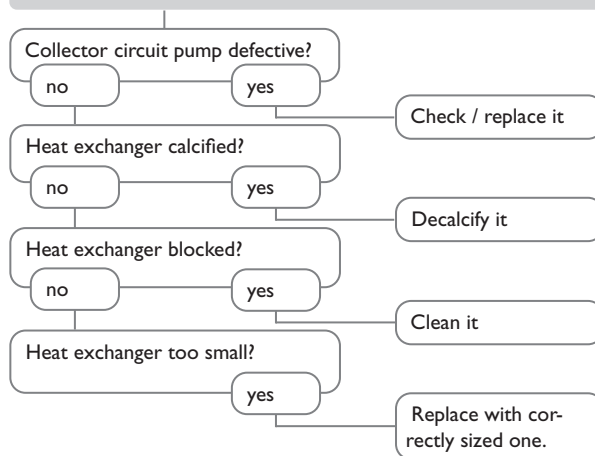 Collector circuit pump defective?
no
yes
Check / replace it
Heat exchanger calcified?
no
yes
Decalcify it
Heat exchanger blocked?
no
yes
Clean it
Heat exchanger too small?
yes
Replace with cor-
rectly sized one.